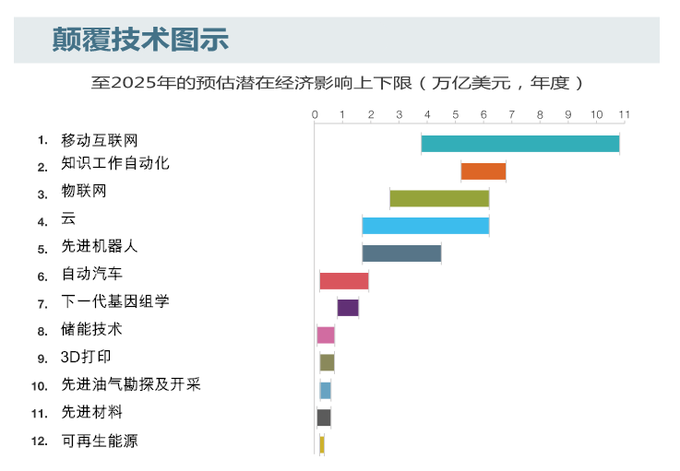 颠覆技术图示
至2025年的预估潜在经济影响上下限（万亿美元，年度）
0 1 2 3 4 5 6 7 8 9 10 11
1. 移动互联网
2. 知识工作自动化
3. 物联网
4. 云
5. 先进机器人
6. 自动汽车
7. 下一代基因组学
8. 储能技术
9. 3D打印
10. 先进油气勘探及开采
11. 先进材料
12. 可再生能源